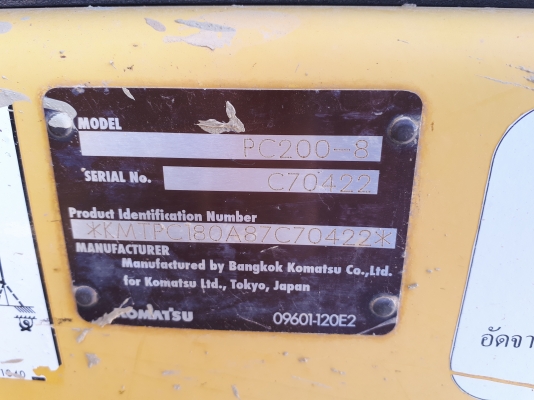 MODEL
PC200-8
SERIAL No.
C70422
Product Identification Number
*KMTPC180A87C70422*
MANUFACTURER
Manufactured by Bangkok Komatsu Co.,Ltd.
for Komatsu Ltd., Tokyo, Japan
KOMATSU
09601-120E2
อัดจา